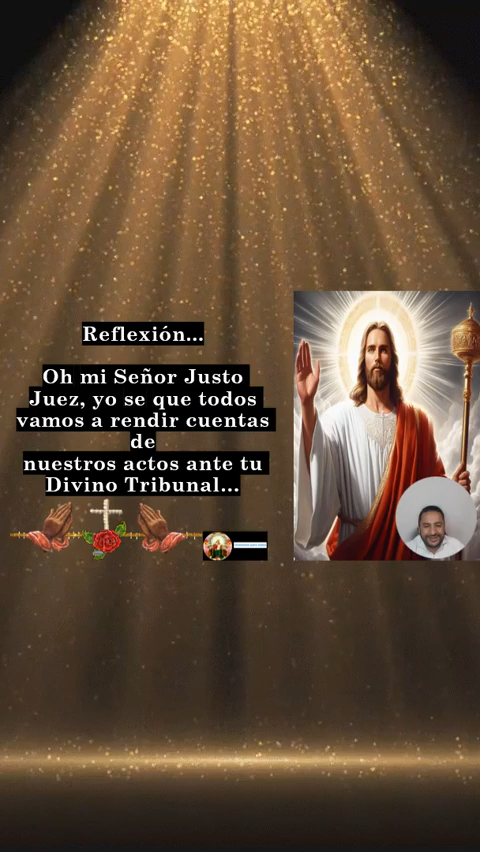 Reflexión...
Oh mi Señor Justo
Juez, yo se que todos
vamos a rendir cuentas
de
nuestros actos ante tu
Divino Tribunal...